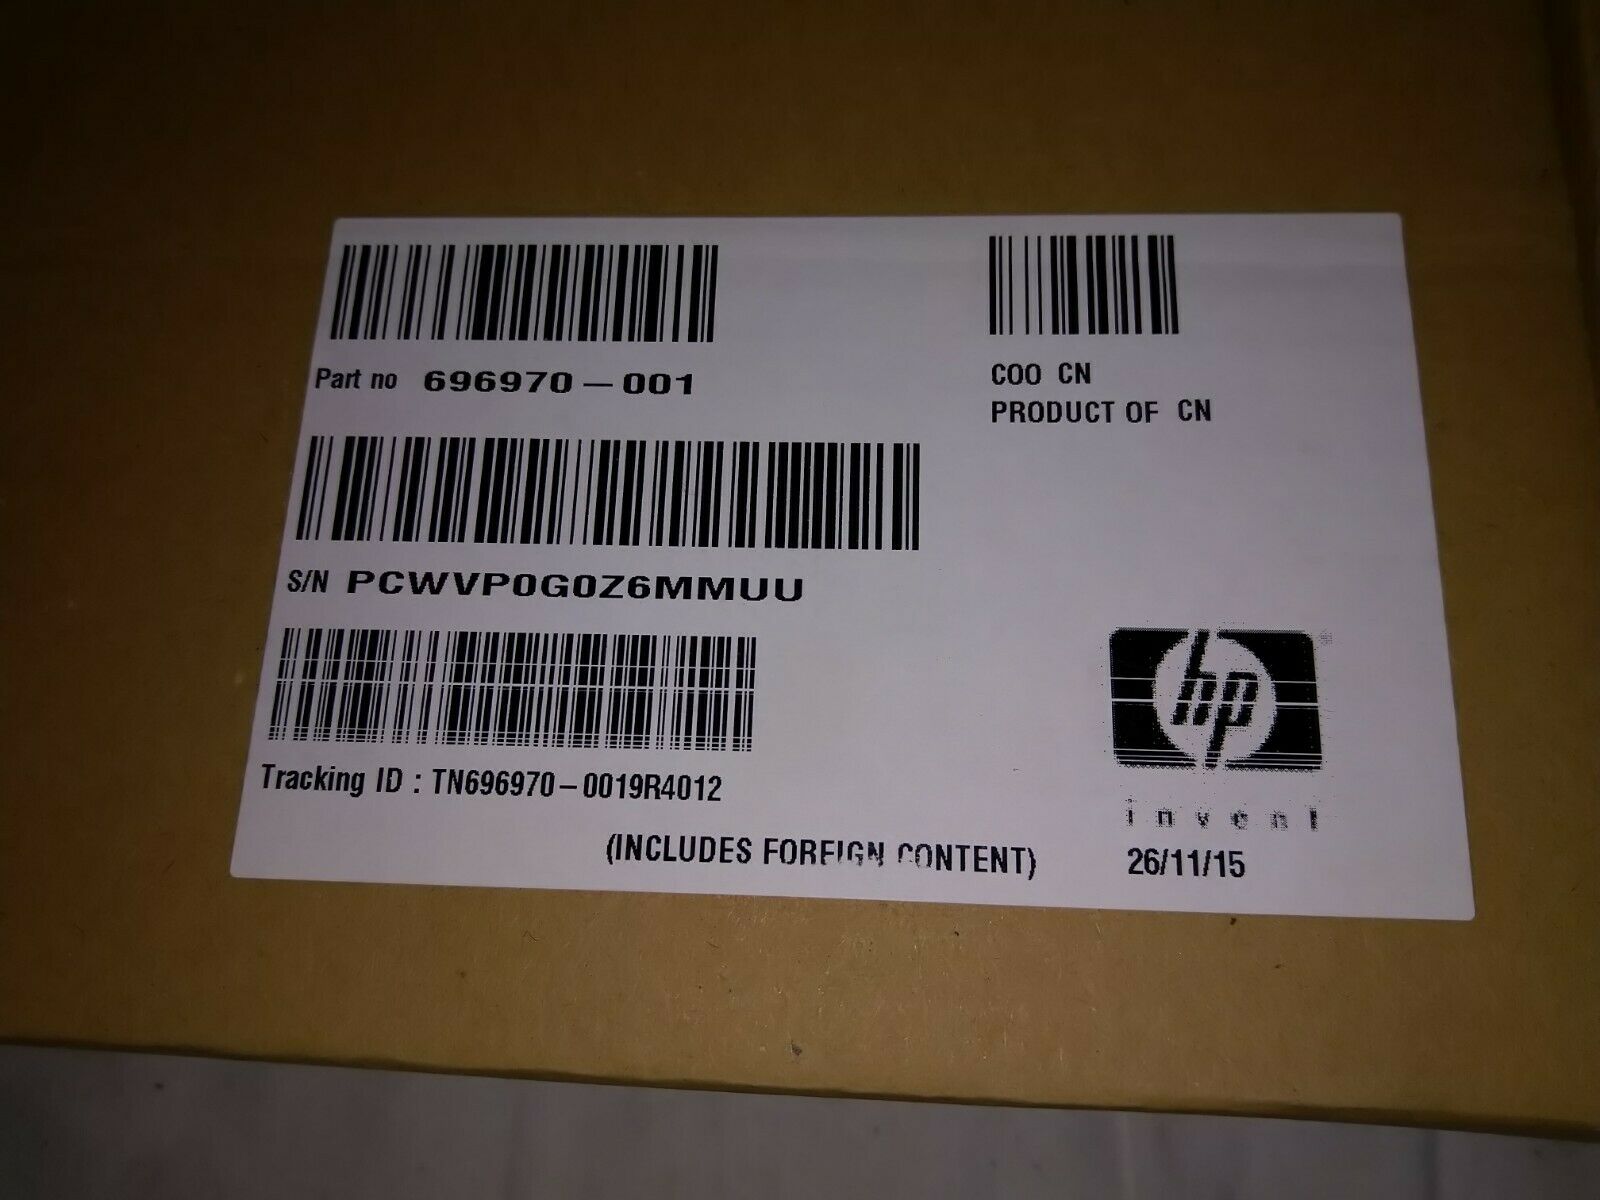 Part no 696970-001
COO CN
PRODUCT OF CN
S/N PCWVP0G0Z6MMUU
Tracking ID : TN696970-0019R4012
hp
invent
(INCLUDES FOREIGN CONTENT)
26/11/15